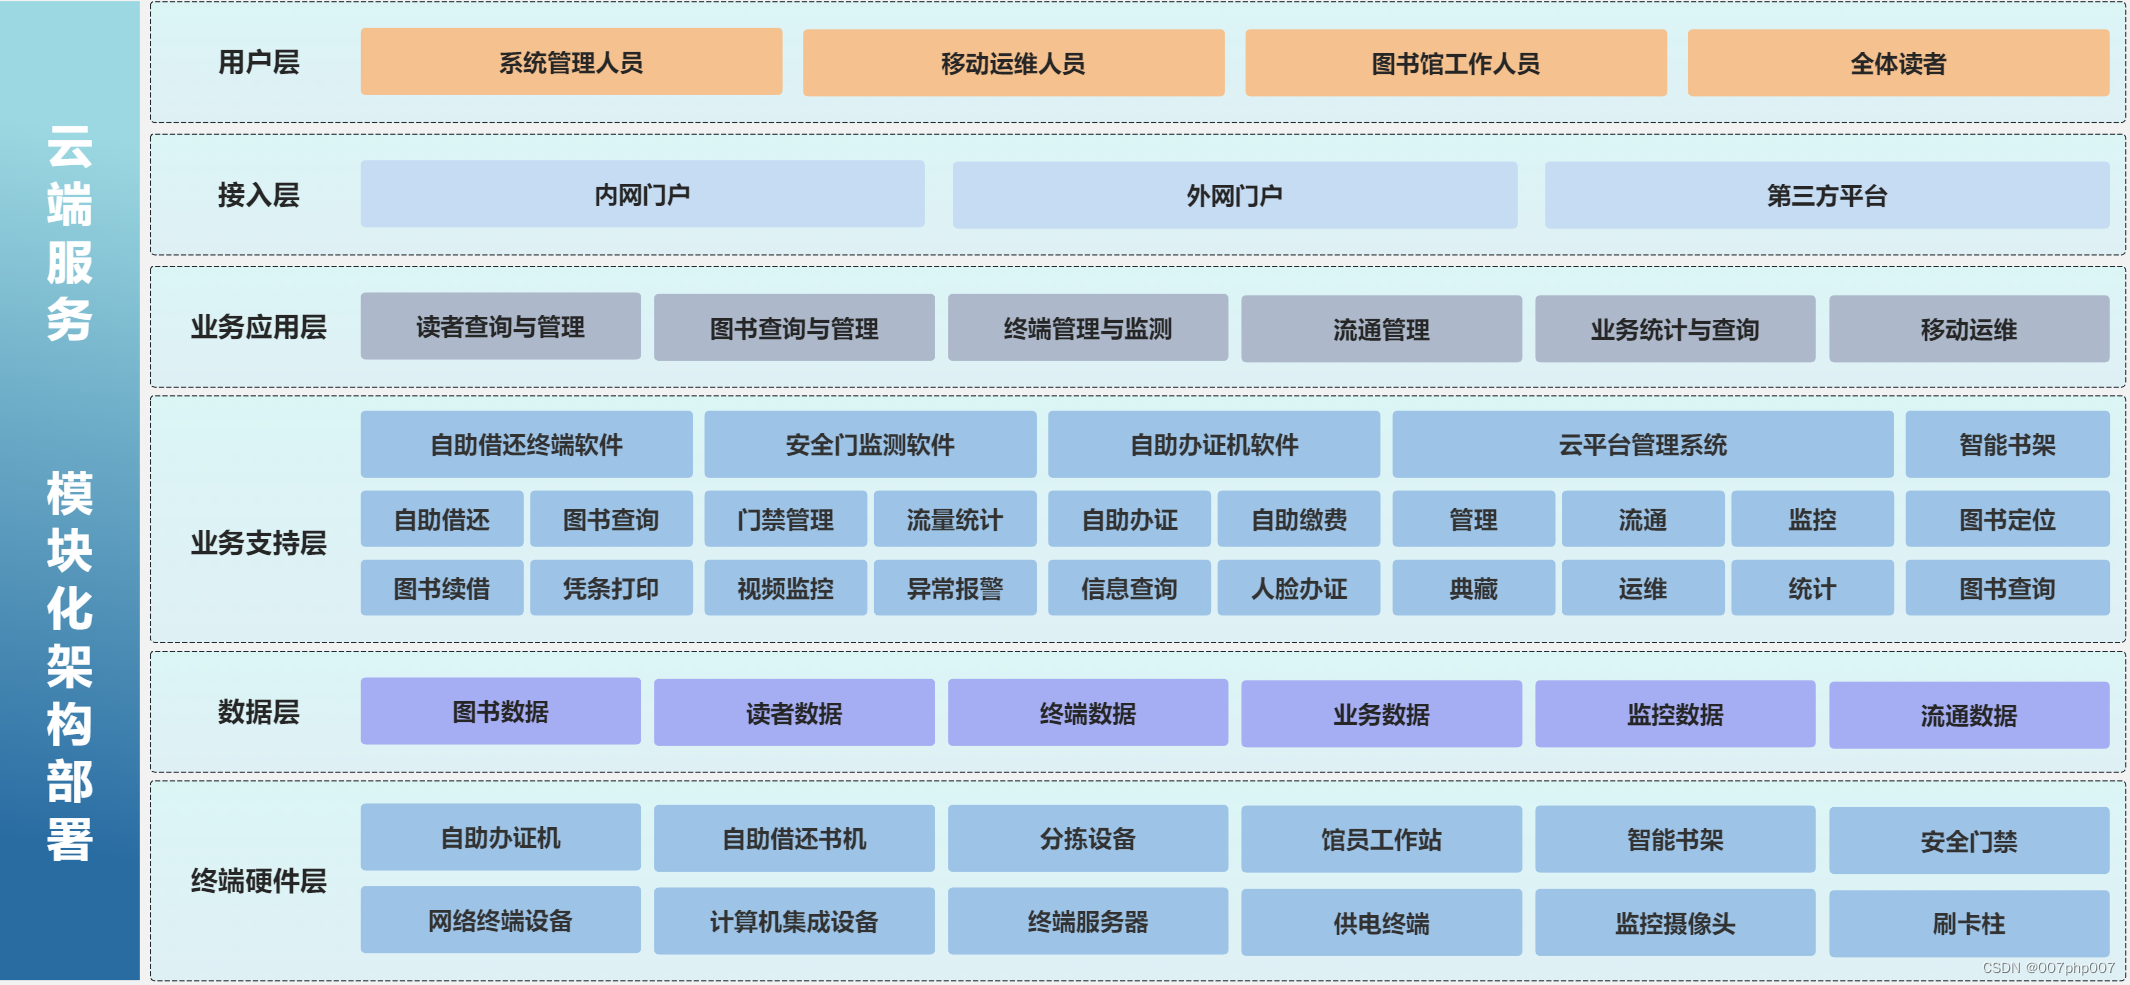 云端服务 模块化架构部署
用户层
系统管理人员
移动运维人员
图书馆工作人员
全体读者
接入层
内网门户
外网门户
第三方平台
业务应用层
读者查询与管理
图书查询与管理
终端管理与监测
流通管理
业务统计与查询
移动运维
业务支持层
自助借还终端软件
安全门监测软件
自助办证机软件
云平台管理系统
智能书架
自助借还
图书查询
门禁管理
流量统计
自助办证
自助缴费
管理
流通
监控
图书定位
图书续借
凭条打印
视频监控
异常报警
信息查询
人脸办证
典藏
运维
统计
图书查询
数据层
图书数据
读者数据
终端数据
业务数据
监控数据
流通数据
终端硬件层
自助办证机
自助借还书机
分拣设备
馆员工作站
智能书架
安全门禁
网络终端设备
计算机集成设备
终端服务器
供电终端
监控摄像头
刷卡柱
CSDN @007php007